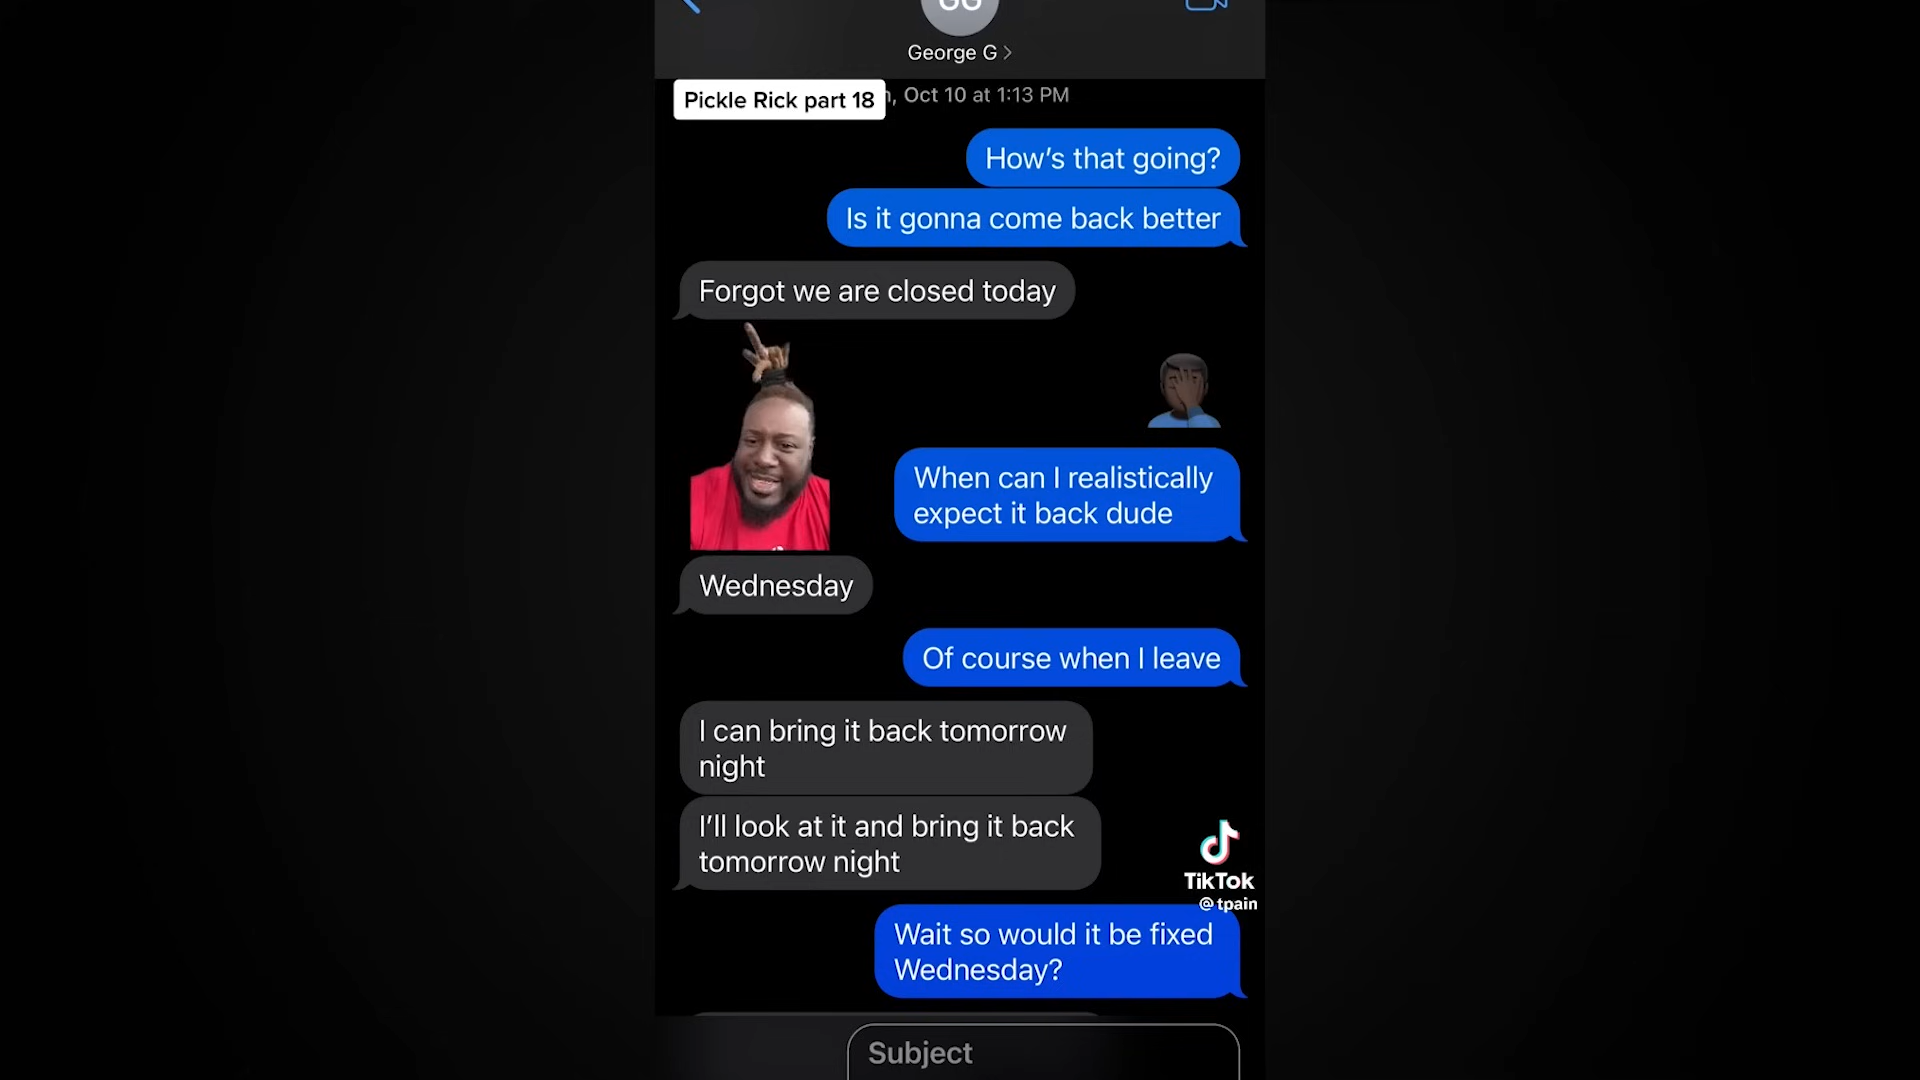 George G
Pickle Rick part 18
, Oct 10 at 1:13 PM
How’s that going?
Is it gonna come back better
Forgot we are closed today
When can I realistically
expect it back dude
Wednesday
Of course when I leave
I can bring it back tomorrow
night
I’ll look at it and bring it back
tomorrow night
TikTok
@tpain
Wait so would it be fixed
Wednesday?
Subject